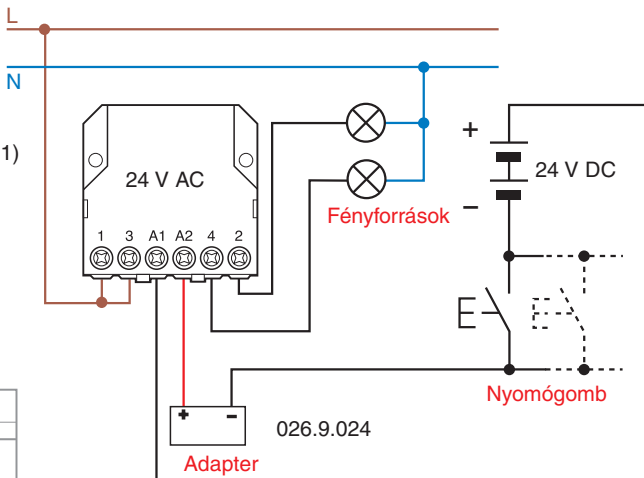 L
N
1)
24 V AC
1 3 A1 A2 4 2
Fényforrások
+
24 V DC
−
Nyomógomb
+ −
026.9.024
Adapter